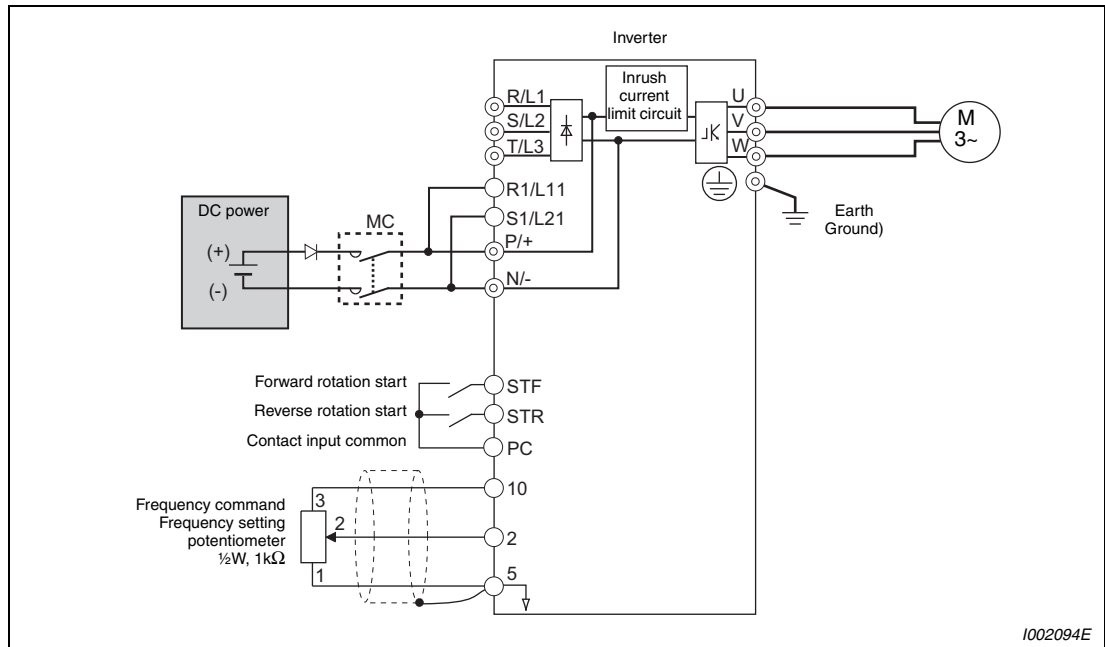 Inverter
Inrush
current
limit circuit
R/L1
S/L2
T/L3
U
V
W
M
3~
R1/L11
S1/L21
DC power
MC
P/+
Earth
Ground)
(+)
(-)
N/-
Forward rotation start
STF
Reverse rotation start
STR
Contact input common
PC
10
3
Frequency command
Frequency setting
potentiometer
½W, 1kΩ
2
2
1
5
I002094E